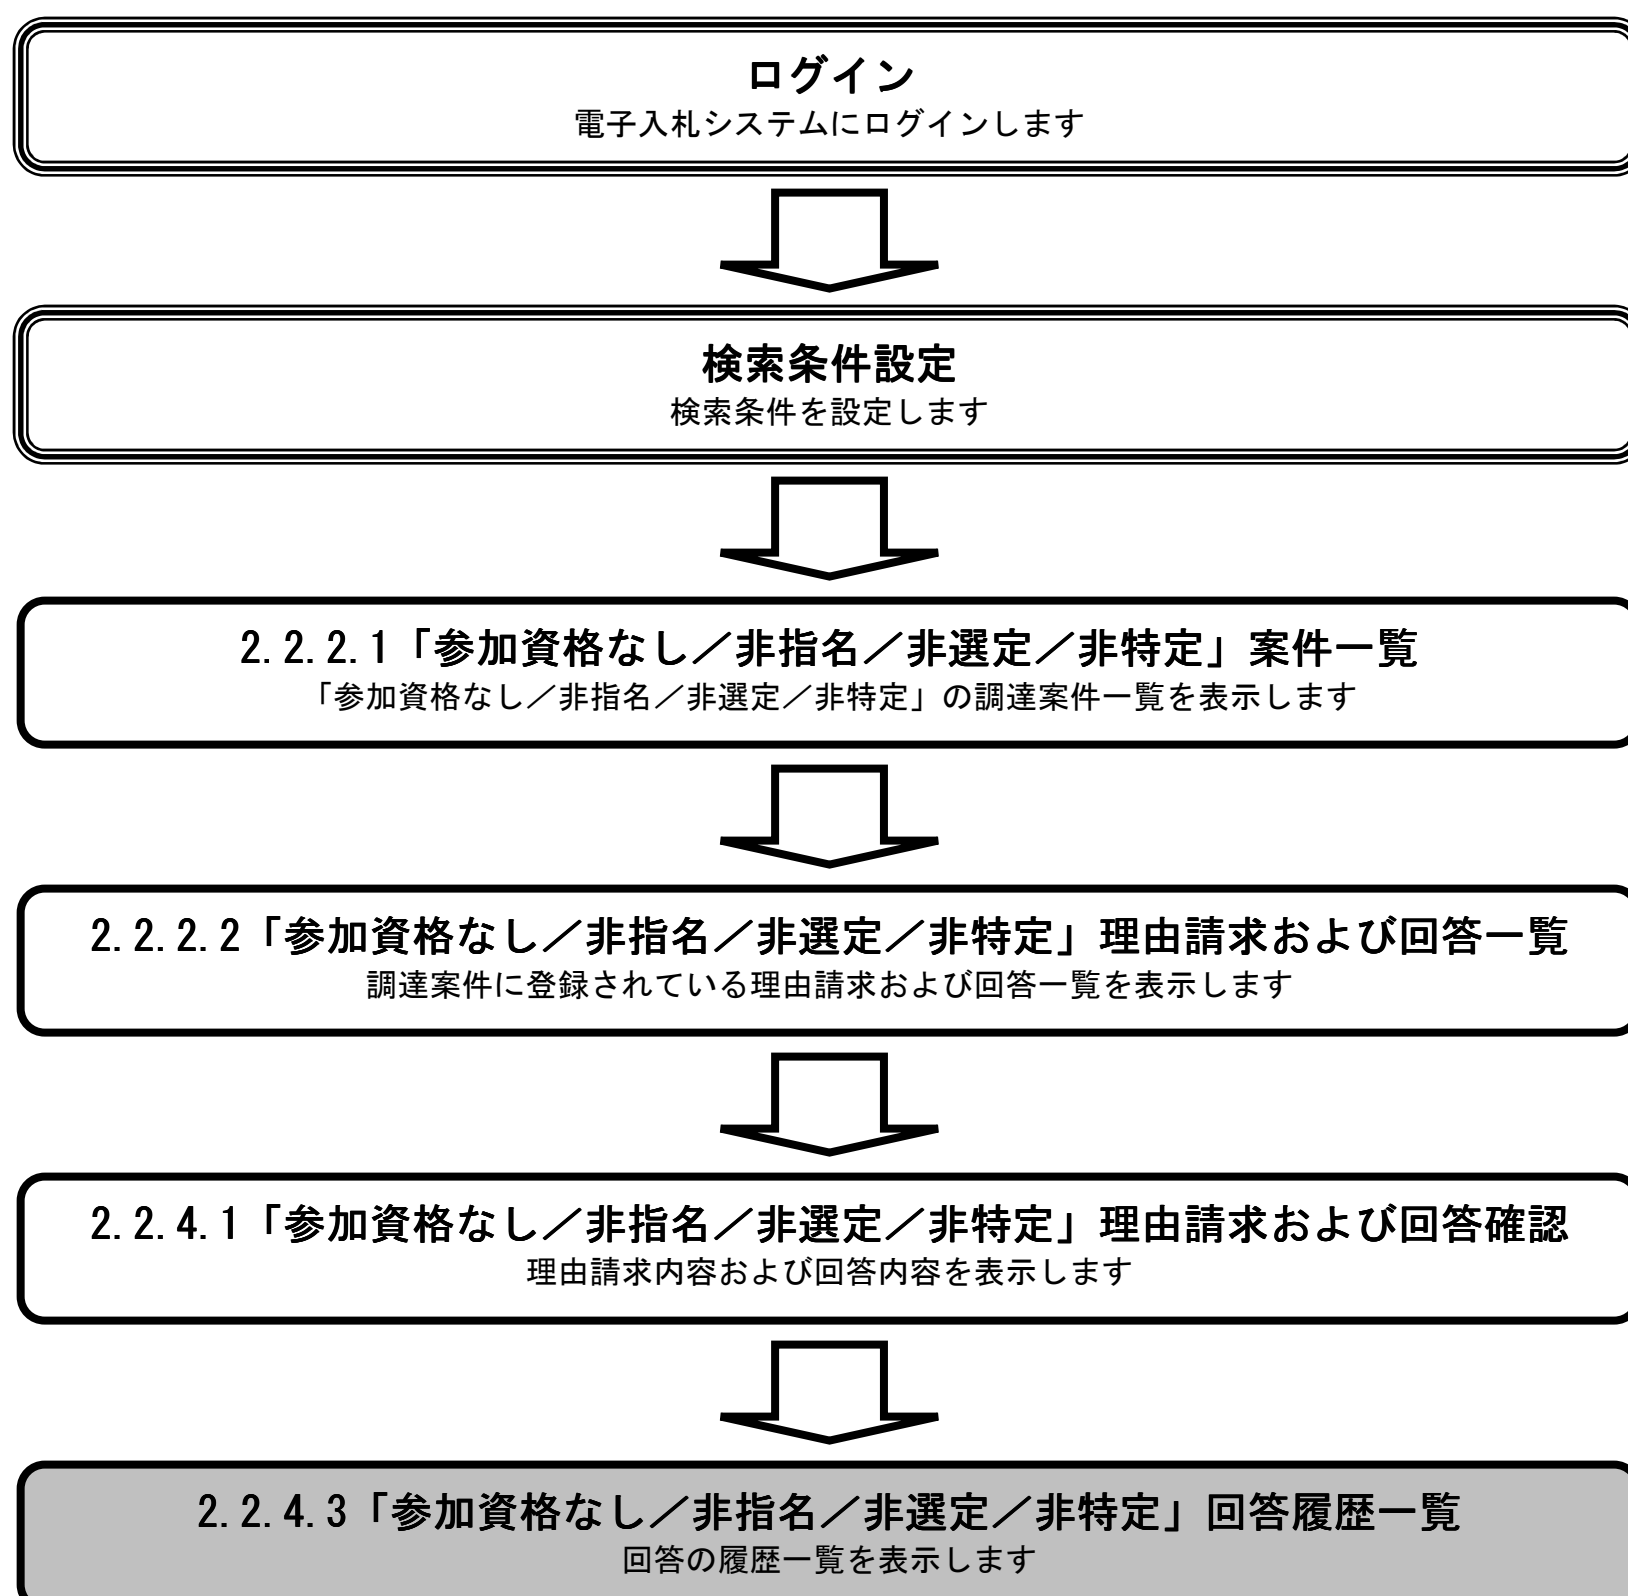 ログイン
電子入札システムにログインします
検索条件設定
検索条件を設定します
2.2.2.1「参加資格なし／非指名／非選定／非特定」案件一覧
「参加資格なし／非指名／非選定／非特定」の調達案件一覧を表示します
2.2.2.2「参加資格なし／非指名／非選定／非特定」理由請求および回答一覧
調達案件に登録されている理由請求および回答一覧を表示します
2.2.4.1「参加資格なし／非指名／非選定／非特定」理由請求および回答確認
理由請求内容および回答内容を表示します
2.2.4.3「参加資格なし／非指名／非選定／非特定」回答履歴一覧
回答の履歴一覧を表示します